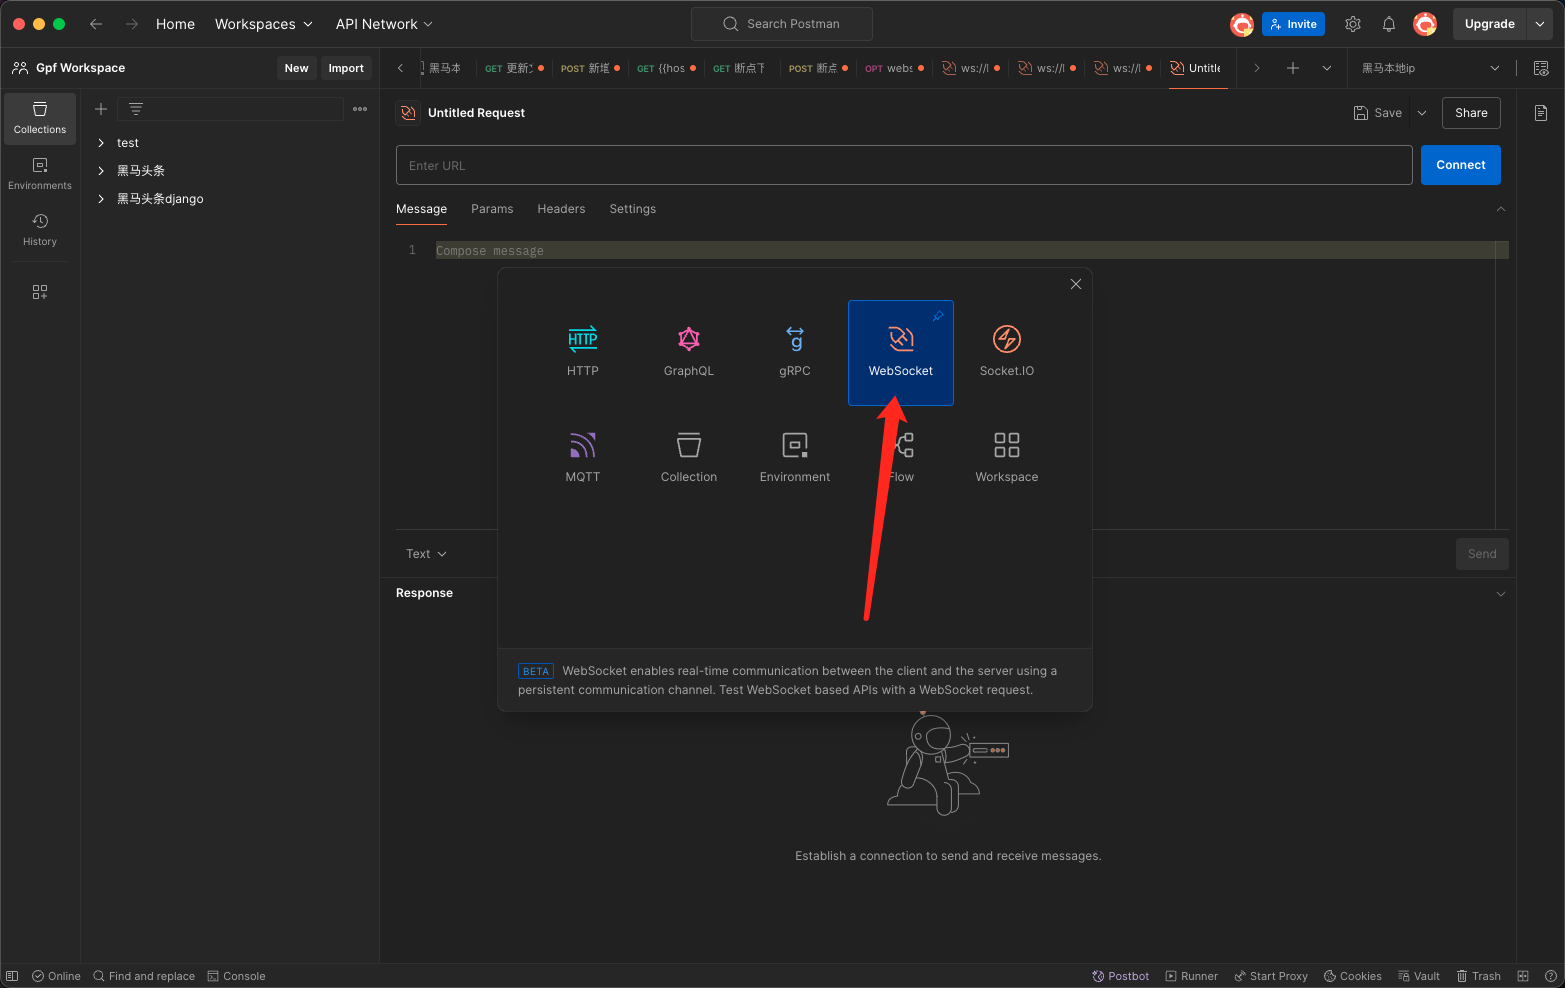 Home Workspaces API Network Search Postman Invite Upgrade
Gpf Workspace New Import
黑马本 GET 更新文 POST 新增 GET {{hos GET 断点下 POST 断点 OPT webs ws://l ws://l ws://l Untitle 黑马本地ip
Collections
Environments
History
test
黑马头条
黑马头条django
Untitled Request Save Share
Enter URL Connect
Message Params Headers Settings
1 Compose message
HTTP GraphQL gRPC WebSocket Socket.IO
MQTT Collection Environment Flow Workspace
Text Send
Response
BETA WebSocket enables real-time communication between the client and the server using a
persistent communication channel. Test WebSocket based APIs with a WebSocket request.
Establish a connection to send and receive messages.
Online Find and replace Console Postbot Runner Start Proxy Cookies Vault Trash